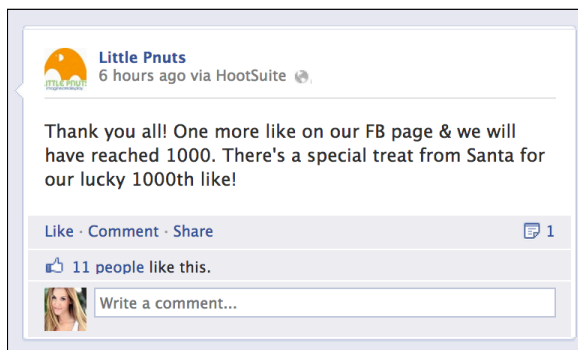 Little Pnuts
6 hours ago via HootSuite
LITTLE PNUTS
Thank you all! One more like on our FB page & we will
have reached 1000. There's a special treat from Santa for
our lucky 1000th like!
Like · Comment · Share
1
11 people like this.
Write a comment...